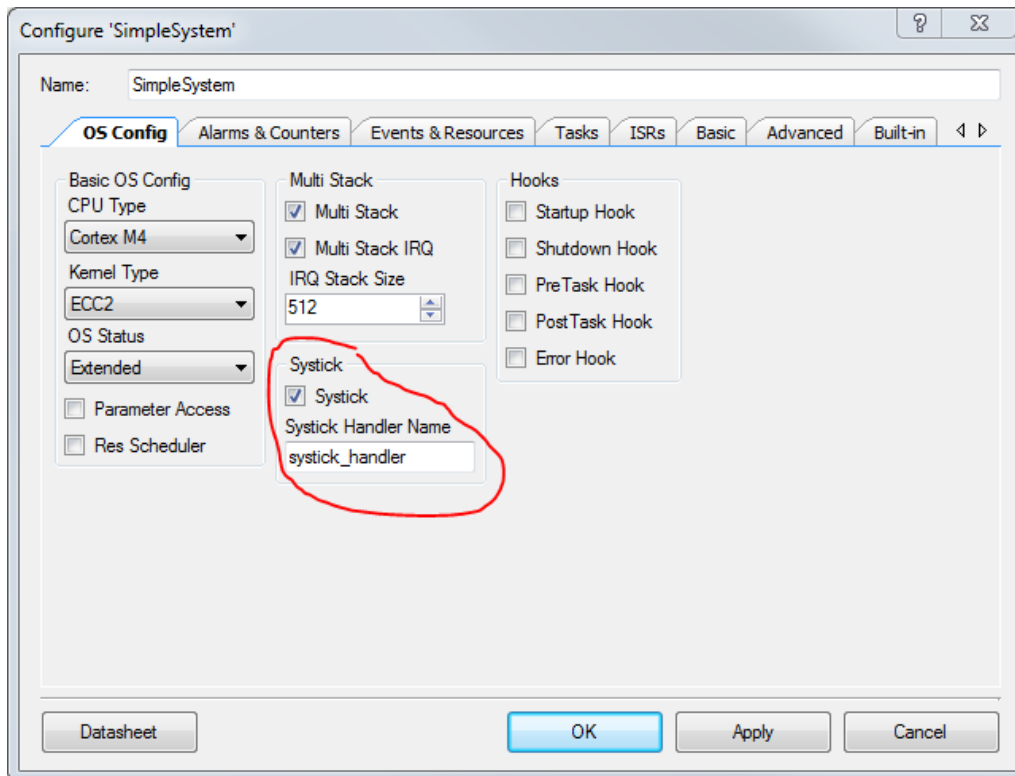 Configure 'SimpleSystem'
Name: SimpleSystem
OS Config Alarms & Counters Events & Resources Tasks ISRs Basic Advanced Built-in
Basic OS Config
CPU Type
Cortex M4
Kernel Type
ECC2
OS Status
Extended
Parameter Access
Res Scheduler
Multi Stack
Multi Stack
Multi Stack IRQ
IRQ Stack Size
512
Systick
Systick
Systick Handler Name
systick_handler
Hooks
Startup Hook
Shutdown Hook
PreTask Hook
PostTask Hook
Error Hook
Datasheet OK Apply Cancel